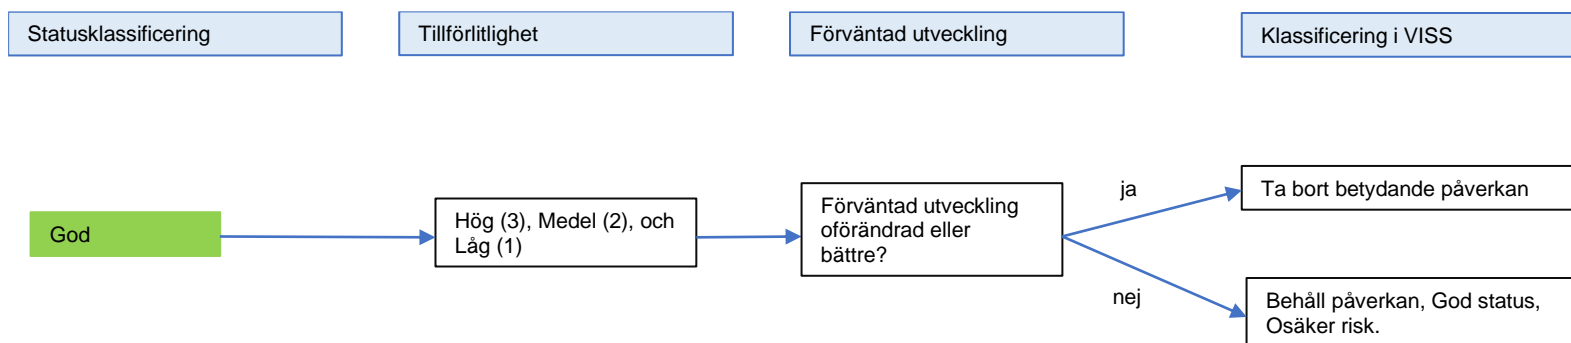 Statusklassificering
Tillförlitlighet
Förväntad utveckling
Klassificering i VISS
God
Hög (3), Medel (2), och
Låg (1)
Förväntad utveckling
oförändrad eller
bättre?
ja
Ta bort betydande påverkan
nej
Behåll påverkan, God status,
Osäker risk.